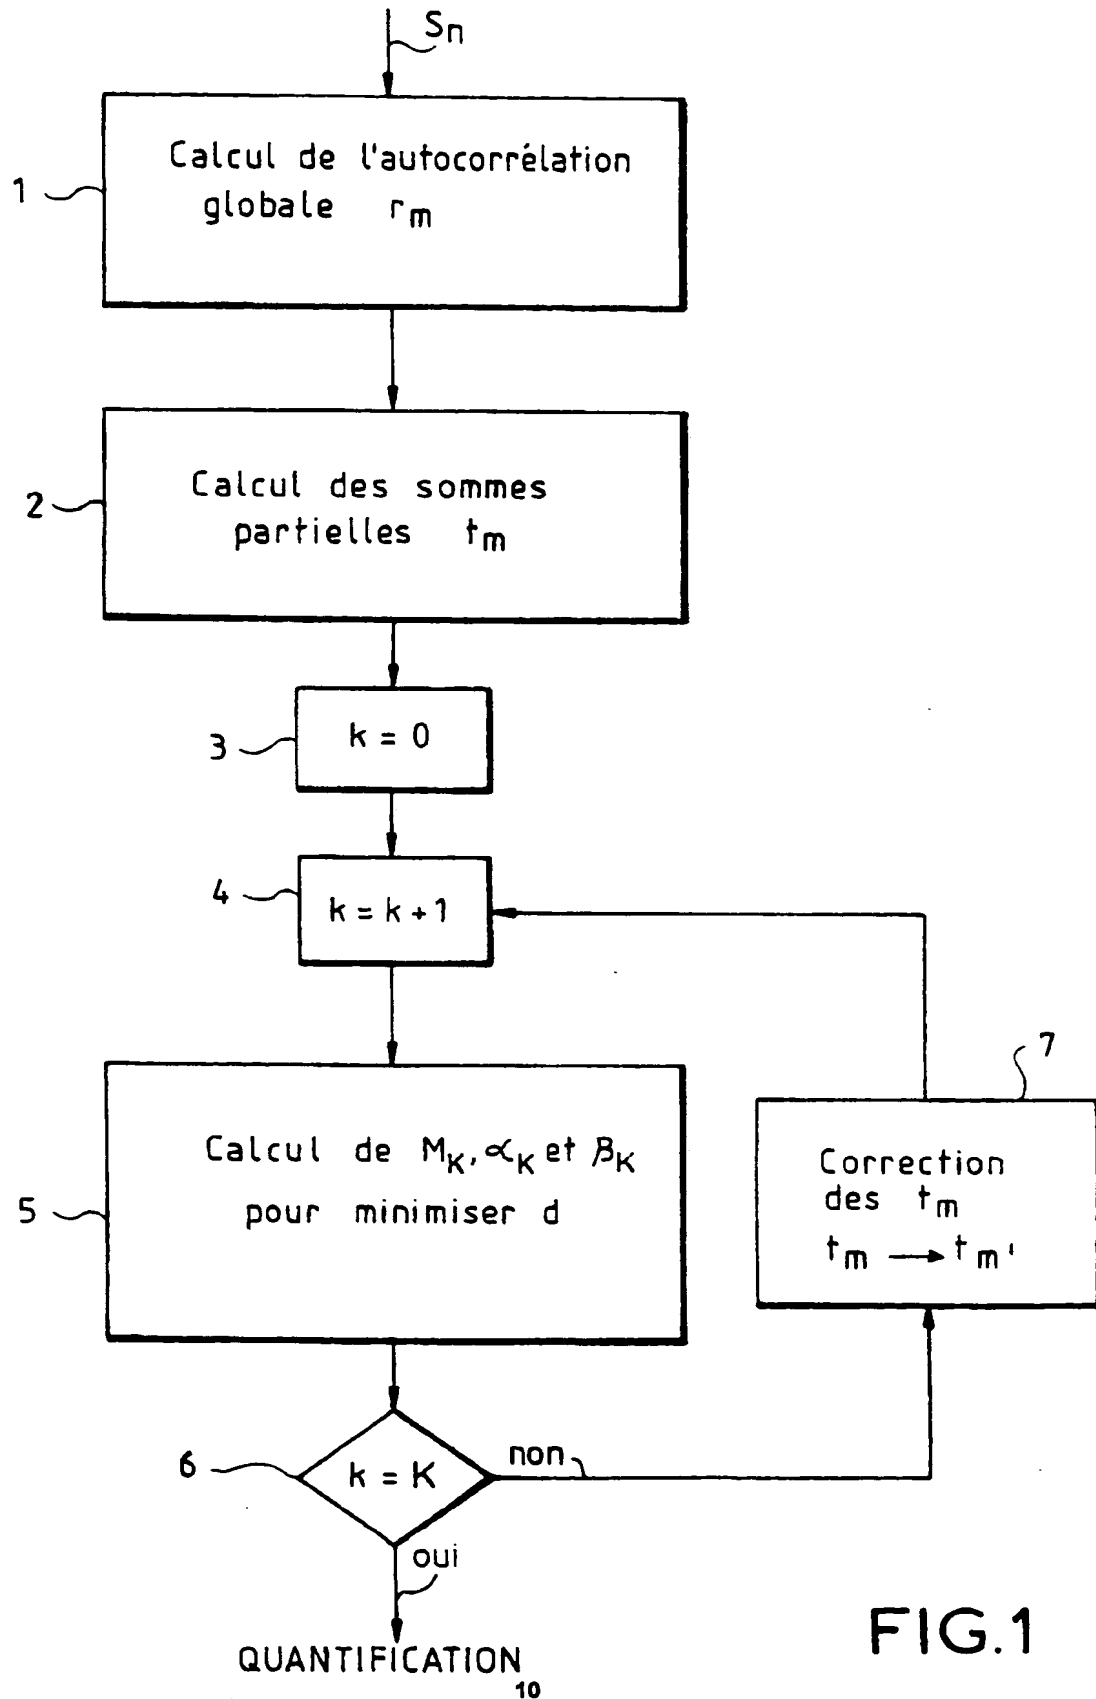 Sn
1
Calcul de l'autocorrélation
globale rm
2
Calcul des sommes
partielles tm
3
k = 0
4
k = k + 1
5
Calcul de MK, αK et βK
pour minimiser d
7
Correction
des tm
tm → tm'
6
k = K
non
oui
QUANTIFICATION
10
FIG.1